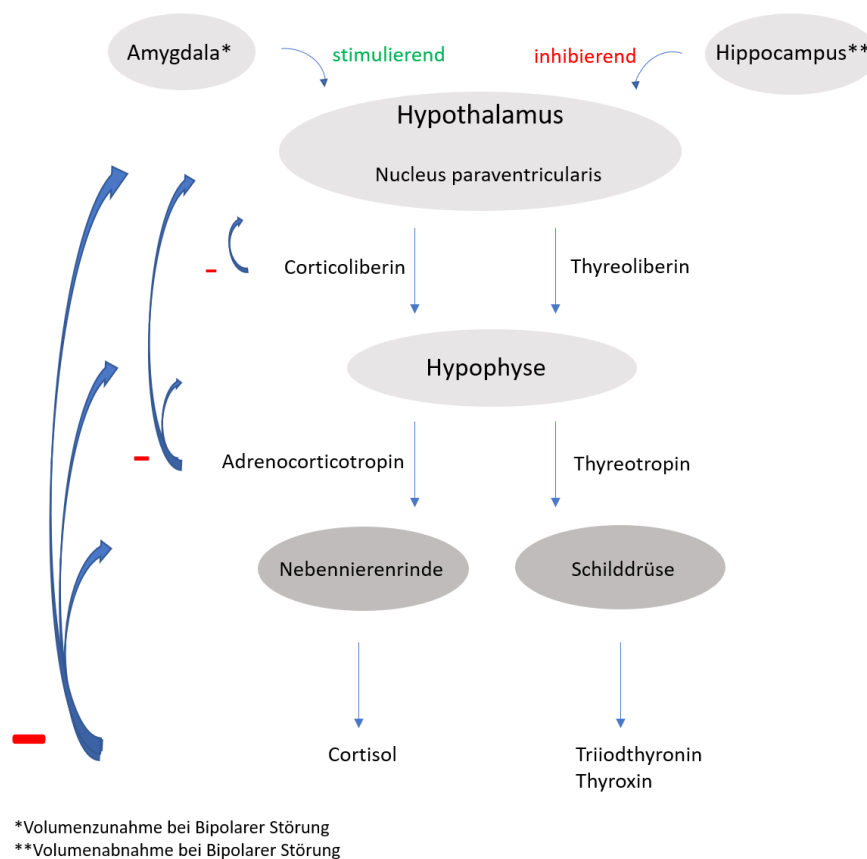 Amygdala*
stimulierend
inhibierend
Hippocampus**
Hypothalamus
Nucleus paraventricularis
Corticoliberin
Thyreoliberin
Hypophyse
Adrenocorticotropin
Thyreotropin
Nebennierenrinde
Schilddrüse
Cortisol
Triiodthyronin
Thyroxin
*Volumenzunahme bei Bipolarer Störung
**Volumenabnahme bei Bipolarer Störung